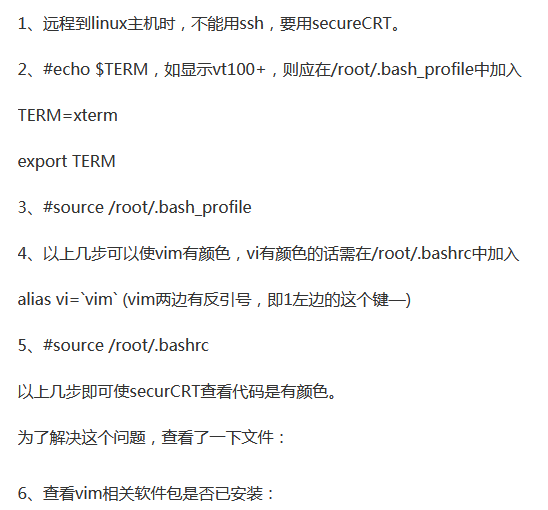 1、远程到linux主机时，不能用ssh，要用secureCRT。
2、#echo $TERM，如显示vt100+，则应在/root/.bash_profile中加入
TERM=xterm
export TERM
3、#source /root/.bash_profile
4、以上几步可以使vim有颜色，vi有颜色的话需在/root/.bashrc中加入
alias vi=`vim` (vim两边有反引号，即1左边的这个键—)
5、#source /root/.bashrc
以上几步即可使securCRT查看代码是有颜色。
为了解决这个问题，查看了一下文件：
6、查看vim相关软件包是否已安装：